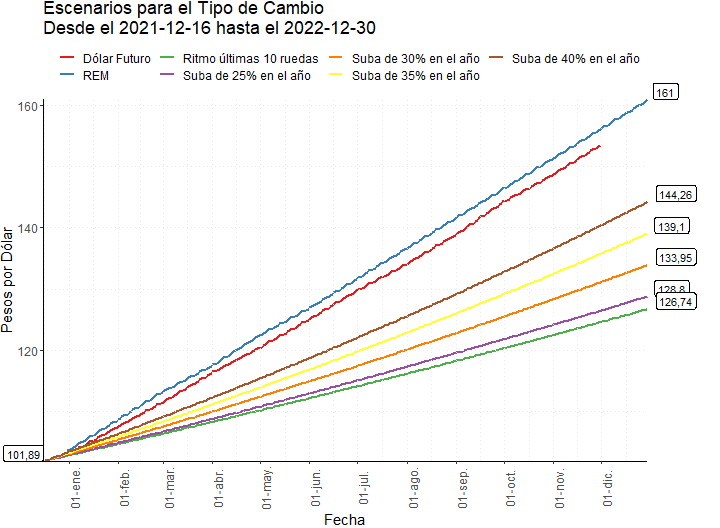 Escenarios para el Tipo de Cambio
Desde el 2021-12-16 hasta el 2022-12-30
Dólar Futuro
Ritmo últimas 10 ruedas
Suba de 30% en el año
Suba de 40% en el año
REM
Suba de 25% en el año
Suba de 35% en el año
161
160
144,26
139,1
140
133,95
128,8
126,74
120
101,89
Pesos por Dólar
01-ene.
01-feb.
01-mar.
01-abr.
01-may.
01-jun.
01-jul.
01-ago.
01-sep.
01-oct.
01-nov.
01-dic.
Fecha